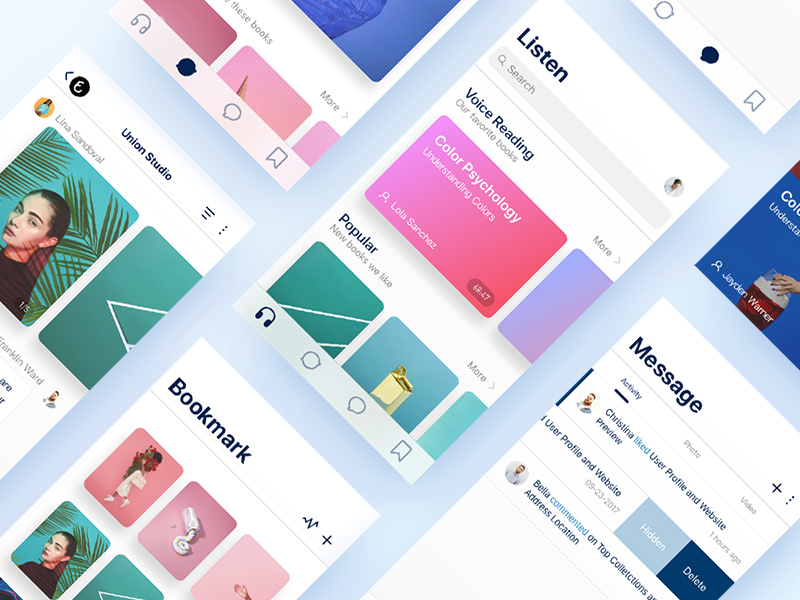 these books
More
Lina Sandoval
Union Studio
1/5
Franklin Ward
are
ur
Listen
Search
Voice Reading
Our favorite books
Color Psychology
Understanding Colors
Lola Sanchez
48:47
More
Popular
New books we like
More
Bookmark
Message
Activity
Photo
Video
Christina liked User Profile and Website
Preview
User Profile and Website
09-23-2017
1 hours ago
Hidden
Delete
Bella commented on Top Colletctions a
Address Location
Colo
Understa
Jayden Warner